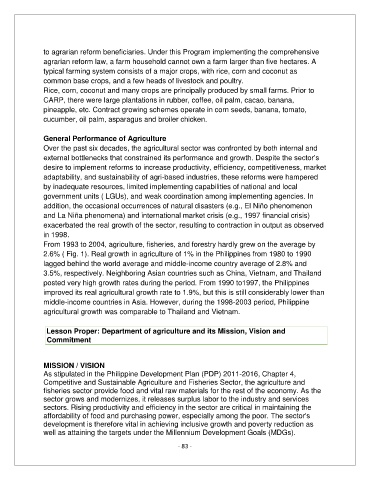 to agrarian reform beneficiaries. Under this Program implementing the comprehensive
agrarian reform law, a farm household cannot own a farm larger than five hectares. A
typical farming system consists of a major crops, with rice, corn and coconut as
common base crops, and a few heads of livestock and poultry.
Rice, corn, coconut and many crops are principally produced by small farms. Prior to
CARP, there were large plantations in rubber, coffee, oil palm, cacao, banana,
pineapple, etc. Contract growing schemes operate in corn seeds, banana, tomato,
cucumber, oil palm, asparagus and broiler chicken.
General Performance of Agriculture
Over the past six decades, the agricultural sector was confronted by both internal and
external bottlenecks that constrained its performance and growth. Despite the sector's
desire to implement reforms to increase productivity, efficiency, competitiveness, market
adaptability, and sustainability of agri-based industries, these reforms were hampered
by inadequate resources, limited implementing capabilities of national and local
government units ( LGUs), and weak coordination among implementing agencies. In
addition, the occasional occurrences of natural disasters (e.g., El Niño phenomenon
and La Niña phenomena) and international market crisis (e.g., 1997 financial crisis)
exacerbated the real growth of the sector, resulting to contraction in output as observed
in 1998.
From 1993 to 2004, agriculture, fisheries, and forestry hardly grew on the average by
2.6% ( Fig. 1). Real growth in agriculture of 1% in the Philippines from 1980 to 1990
lagged behind the world average and middle-income country average of 2.8% and
3.5%, respectively. Neighboring Asian countries such as China, Vietnam, and Thailand
posted very high growth rates during the period. From 1990 to1997, the Philippines
improved its real agricultural growth rate to 1.9%, but this is still considerably lower than
middle-income countries in Asia. However, during the 1998-2003 period, Philippine
agricultural growth was comparable to Thailand and Vietnam.
Lesson Proper: Department of agriculture and its Mission, Vision and
Commitment
MISSION / VISION
As stipulated in the Philippine Development Plan (PDP) 2011-2016, Chapter 4,
Competitive and Sustainable Agriculture and Fisheries Sector, the agriculture and
fisheries sector provide food and vital raw materials for the rest of the economy. As the
sector grows and modernizes, it releases surplus labor to the industry and services
sectors. Rising productivity and efficiency in the sector are critical in maintaining the
affordability of food and purchasing power, especially among the poor. The sector's
development is therefore vital in achieving inclusive growth and poverty reduction as
well as attaining the targets under the Millennium Development Goals (MDGs).
- 83 -